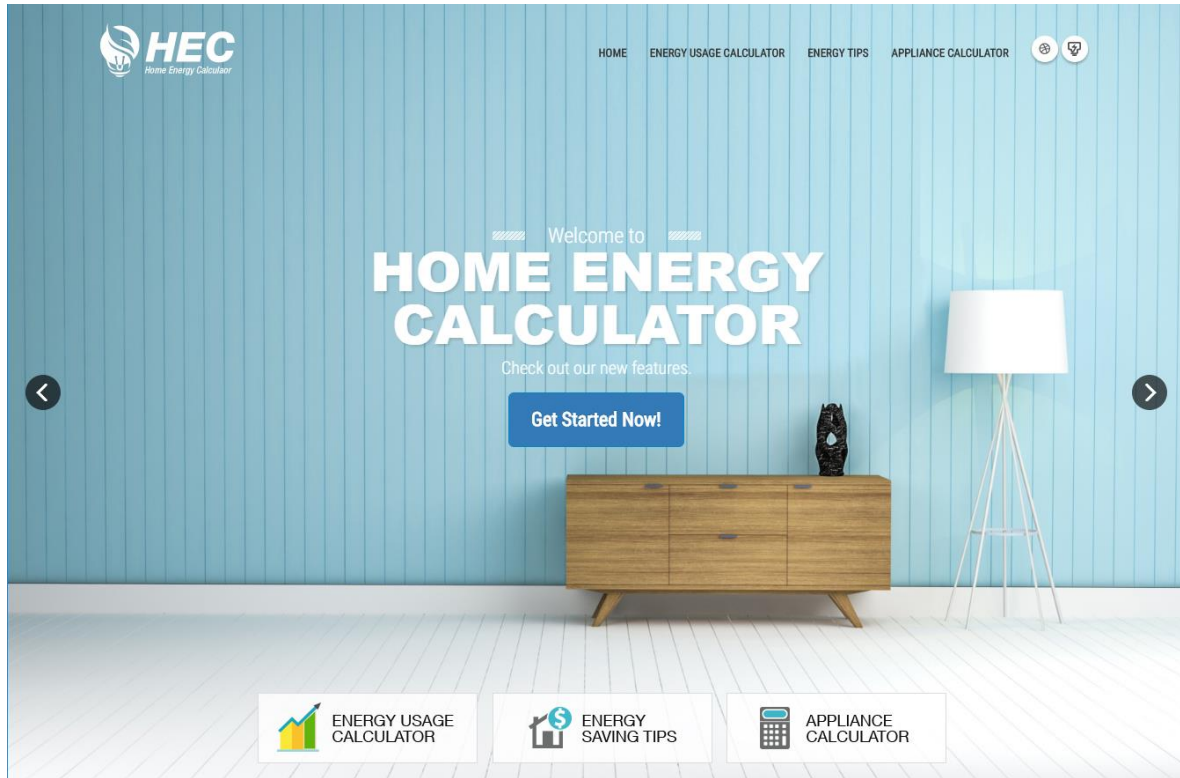 HEC
Home Energy Calculaor
HOME
ENERGY USAGE CALCULATOR
ENERGY TIPS
APPLIANCE CALCULATOR
Welcome to
HOME ENERGY
CALCULATOR
Check out our new features.
Get Started Now!
ENERGY USAGE
CALCULATOR
ENERGY
SAVING TIPS
APPLIANCE
CALCULATOR